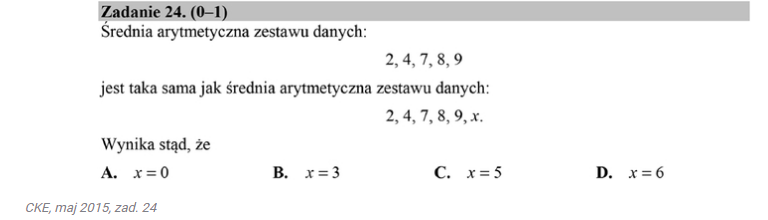 Zadanie 24. (0–1)
Średnia arytmetyczna zestawu danych:
2, 4, 7, 8, 9
jest taka sama jak średnia arytmetyczna zestawu danych:
2, 4, 7, 8, 9, x.
Wynika stąd, że
A. x = 0 B. x = 3 C. x = 5 D. x = 6
CKE, maj 2015, zad. 24